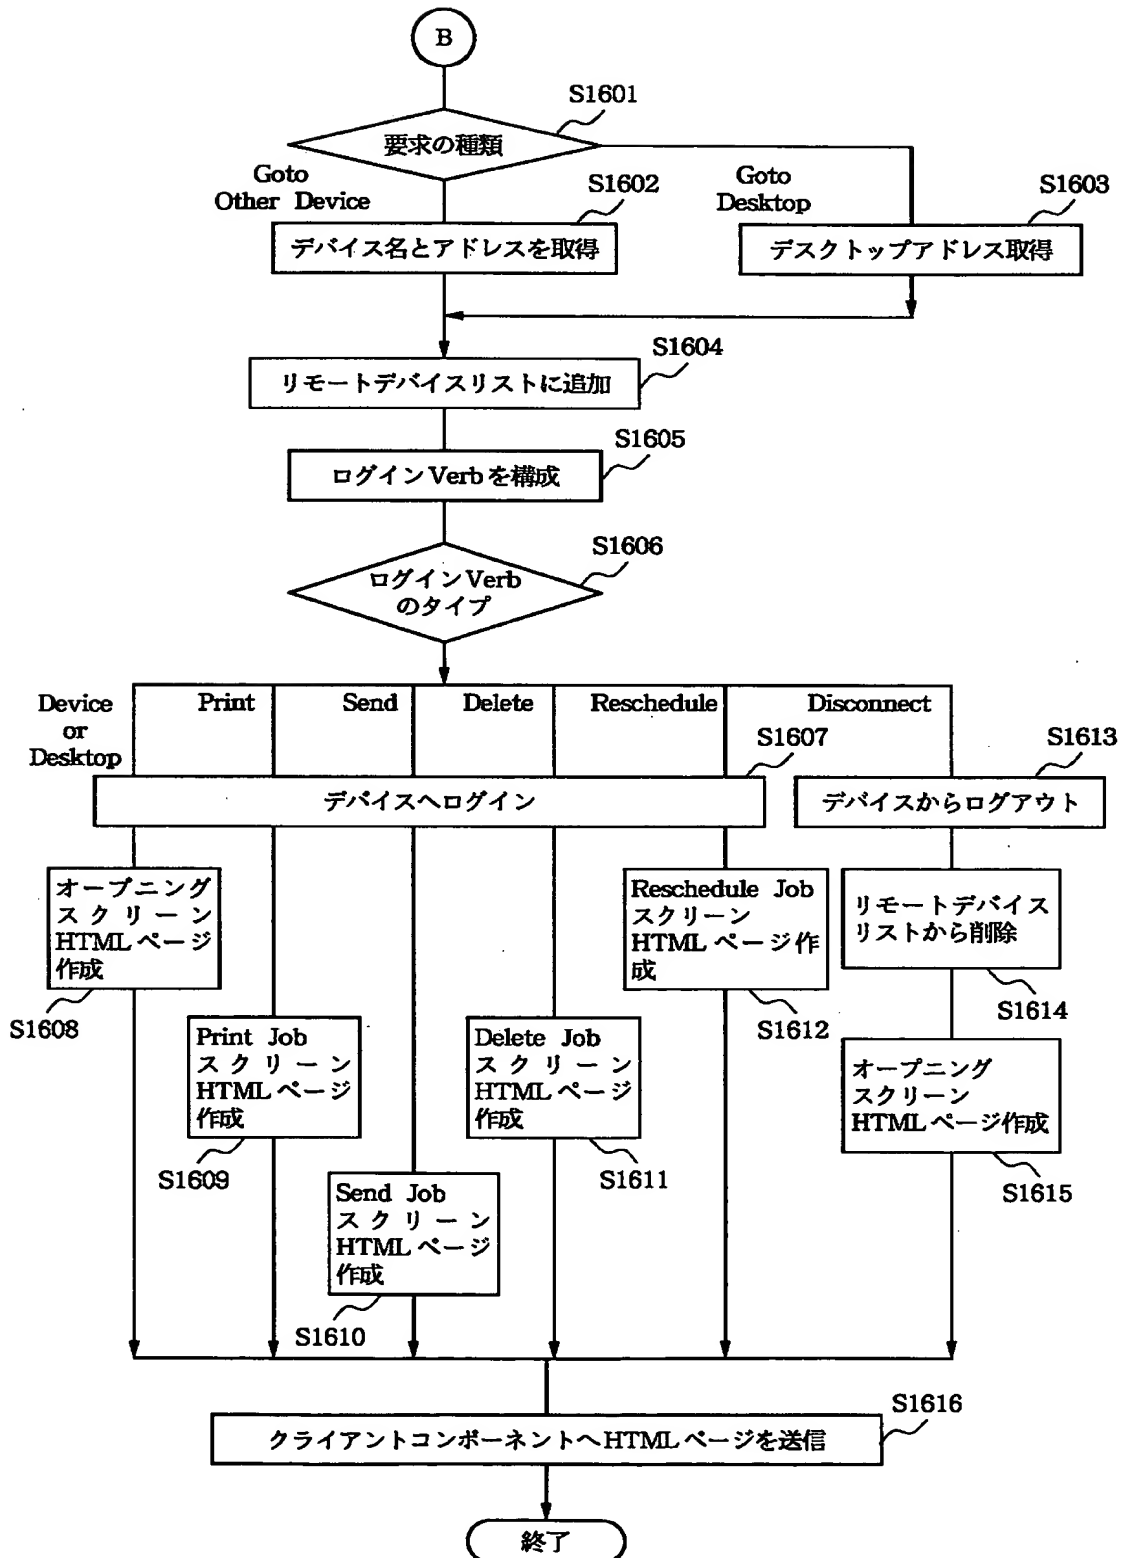 B
S1601
要求の種類
Goto
Other Device
S1602
デバイス名とアドレスを取得
Goto
Desktop
S1603
デスクトップアドレス取得
S1604
リモートデバイスリストに追加
S1605
ログインVerbを構成
S1606
ログインVerb
のタイプ
Device
or
Desktop
Print
Send
Delete
Reschedule
Disconnect
S1607
デバイスへログイン
S1613
デバイスからログアウト
オープニング
スクリーン
HTMLページ
作成
S1608
Print Job
スクリーン
HTMLページ
作成
S1609
Send Job
スクリーン
HTMLページ
作成
S1610
Delete Job
スクリーン
HTMLページ
作成
S1611
Reschedule Job
スクリーン
HTMLページ作
成
S1612
リモートデバイス
リストから削除
S1614
オープニング
スクリーン
HTMLページ作成
S1615
S1616
クライアントコンポーネントへHTMLページを送信
終了